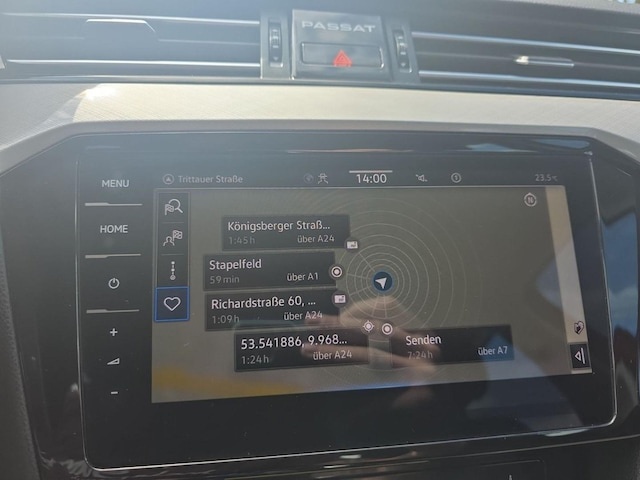 PASSAT
MENU
Trittauer Straße
14:00
23.5°C
HOME
Königsberger Straß...
1:45h
über A24
N
Stapelfeld
59 min
über A1
Richardstraße 60, ...
1:09h
über A24
53.541886, 9.968...
1:24h
über A24
Senden
7:24h
über A7
+
-